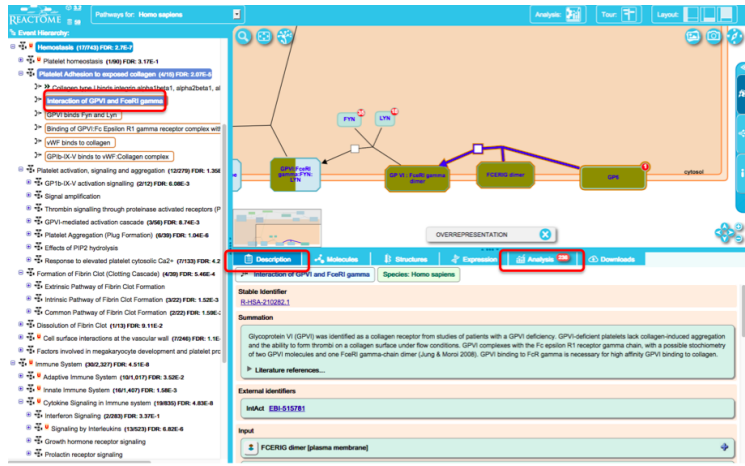 REACTOME
Pathways for: Homo sapiens
Analysis:
Tour:
Layout:
Event Hierarchy:
Hemostasis (17/743) FDR: 2.7E-7
Platelet homeostasis (1/90) FDR: 3.17E-1
Platelet Adhesion to exposed collagen (4/16) FDR: 3.07E-5
Collagen type I binds integrin alpha2beta1, al
Interaction of GPVI and FceRI gamma
GPVI binds Fyn and Lyn
Binding of GPVI:Fc Epsilon R1 gamma receptor complex with
vWF binds to collagen
GPIb-IX-V binds to vWF:Collagen complex
Platelet activation, signaling and aggregation (12/279) FDR: 1.35E
GP1b-IX-V activation signalling (2/12) FDR: 6.08E-3
Signal amplification
Thrombin signalling through proteinase activated receptors (P
GPVI-mediated activation cascade (3/56) FDR: 8.74E-3
Platelet Aggregation (Plug Formation) (6/39) FDR: 1.04E-6
Effects of PIP2 hydrolysis
Response to elevated platelet cytosolic Ca2+ (7/133) FDR: 4.2
Formation of Fibrin Clot (Clotting Cascade) (4/39) FDR: 5.46E-4
Extrinsic Pathway of Fibrin Clot Formation
Intrinsic Pathway of Fibrin Clot Formation (3/22) FDR: 1.52E-3
Common Pathway of Fibrin Clot Formation (2/22) FDR: 1.59E-
Dissolution of Fibrin Clot (1/13) FDR: 9.11E-2
Cell surface interactions at the vascular wall (7/246) FDR: 1.1E-
Factors involved in megakaryocyte development and platelet pro
Immune System (30/2,327) FDR: 4.51E-8
Adaptive Immune System (10/1,017) FDR: 3.52E-2
Innate Immune System (16/1,467) FDR: 1.58E-3
Cytokine Signaling in Immune system (19/835) FDR: 4.83E-8
Interferon Signaling (2/283) FDR: 3.37E-1
Signaling by Interleukins (13/523) FDR: 6.82E-6
Growth hormone receptor signaling
Prolactin receptor signaling
FYN
LYN
GPVI:FceRI gamma:FYN: LYN
GP VI : FceRI gamma dimer
FCERIG dimer
GP6
cytosol
OVERREPRESENTATION
Description
Molecules
Structures
Expression
Analysis
Downloads
Interaction of GPVI and FceRI gamma
Species: Homo sapiens
Stable Identifier
R-HSA-210282.1
Summation
Glycoprotein VI (GPVI) was identified as a collagen receptor from studies of patients with a GPVI deficiency. GPVI-deficient platelets lack collagen-induced aggregation
and the ability to form thrombi on a collagen surface under flow conditions. GPVI complexes with the Fc epsilon R1 receptor gamma chain, with a possible stochiometry
of two GPVI molecules and one FceRI gamma-chain dimer (Jung & Moroi 2008). GPVI binding to FcR gamma is necessary for high affinity GPVI binding to collagen.
Literature references...
External identifiers
IntAct EBI-515781
Input
FCERIG dimer [plasma membrane]